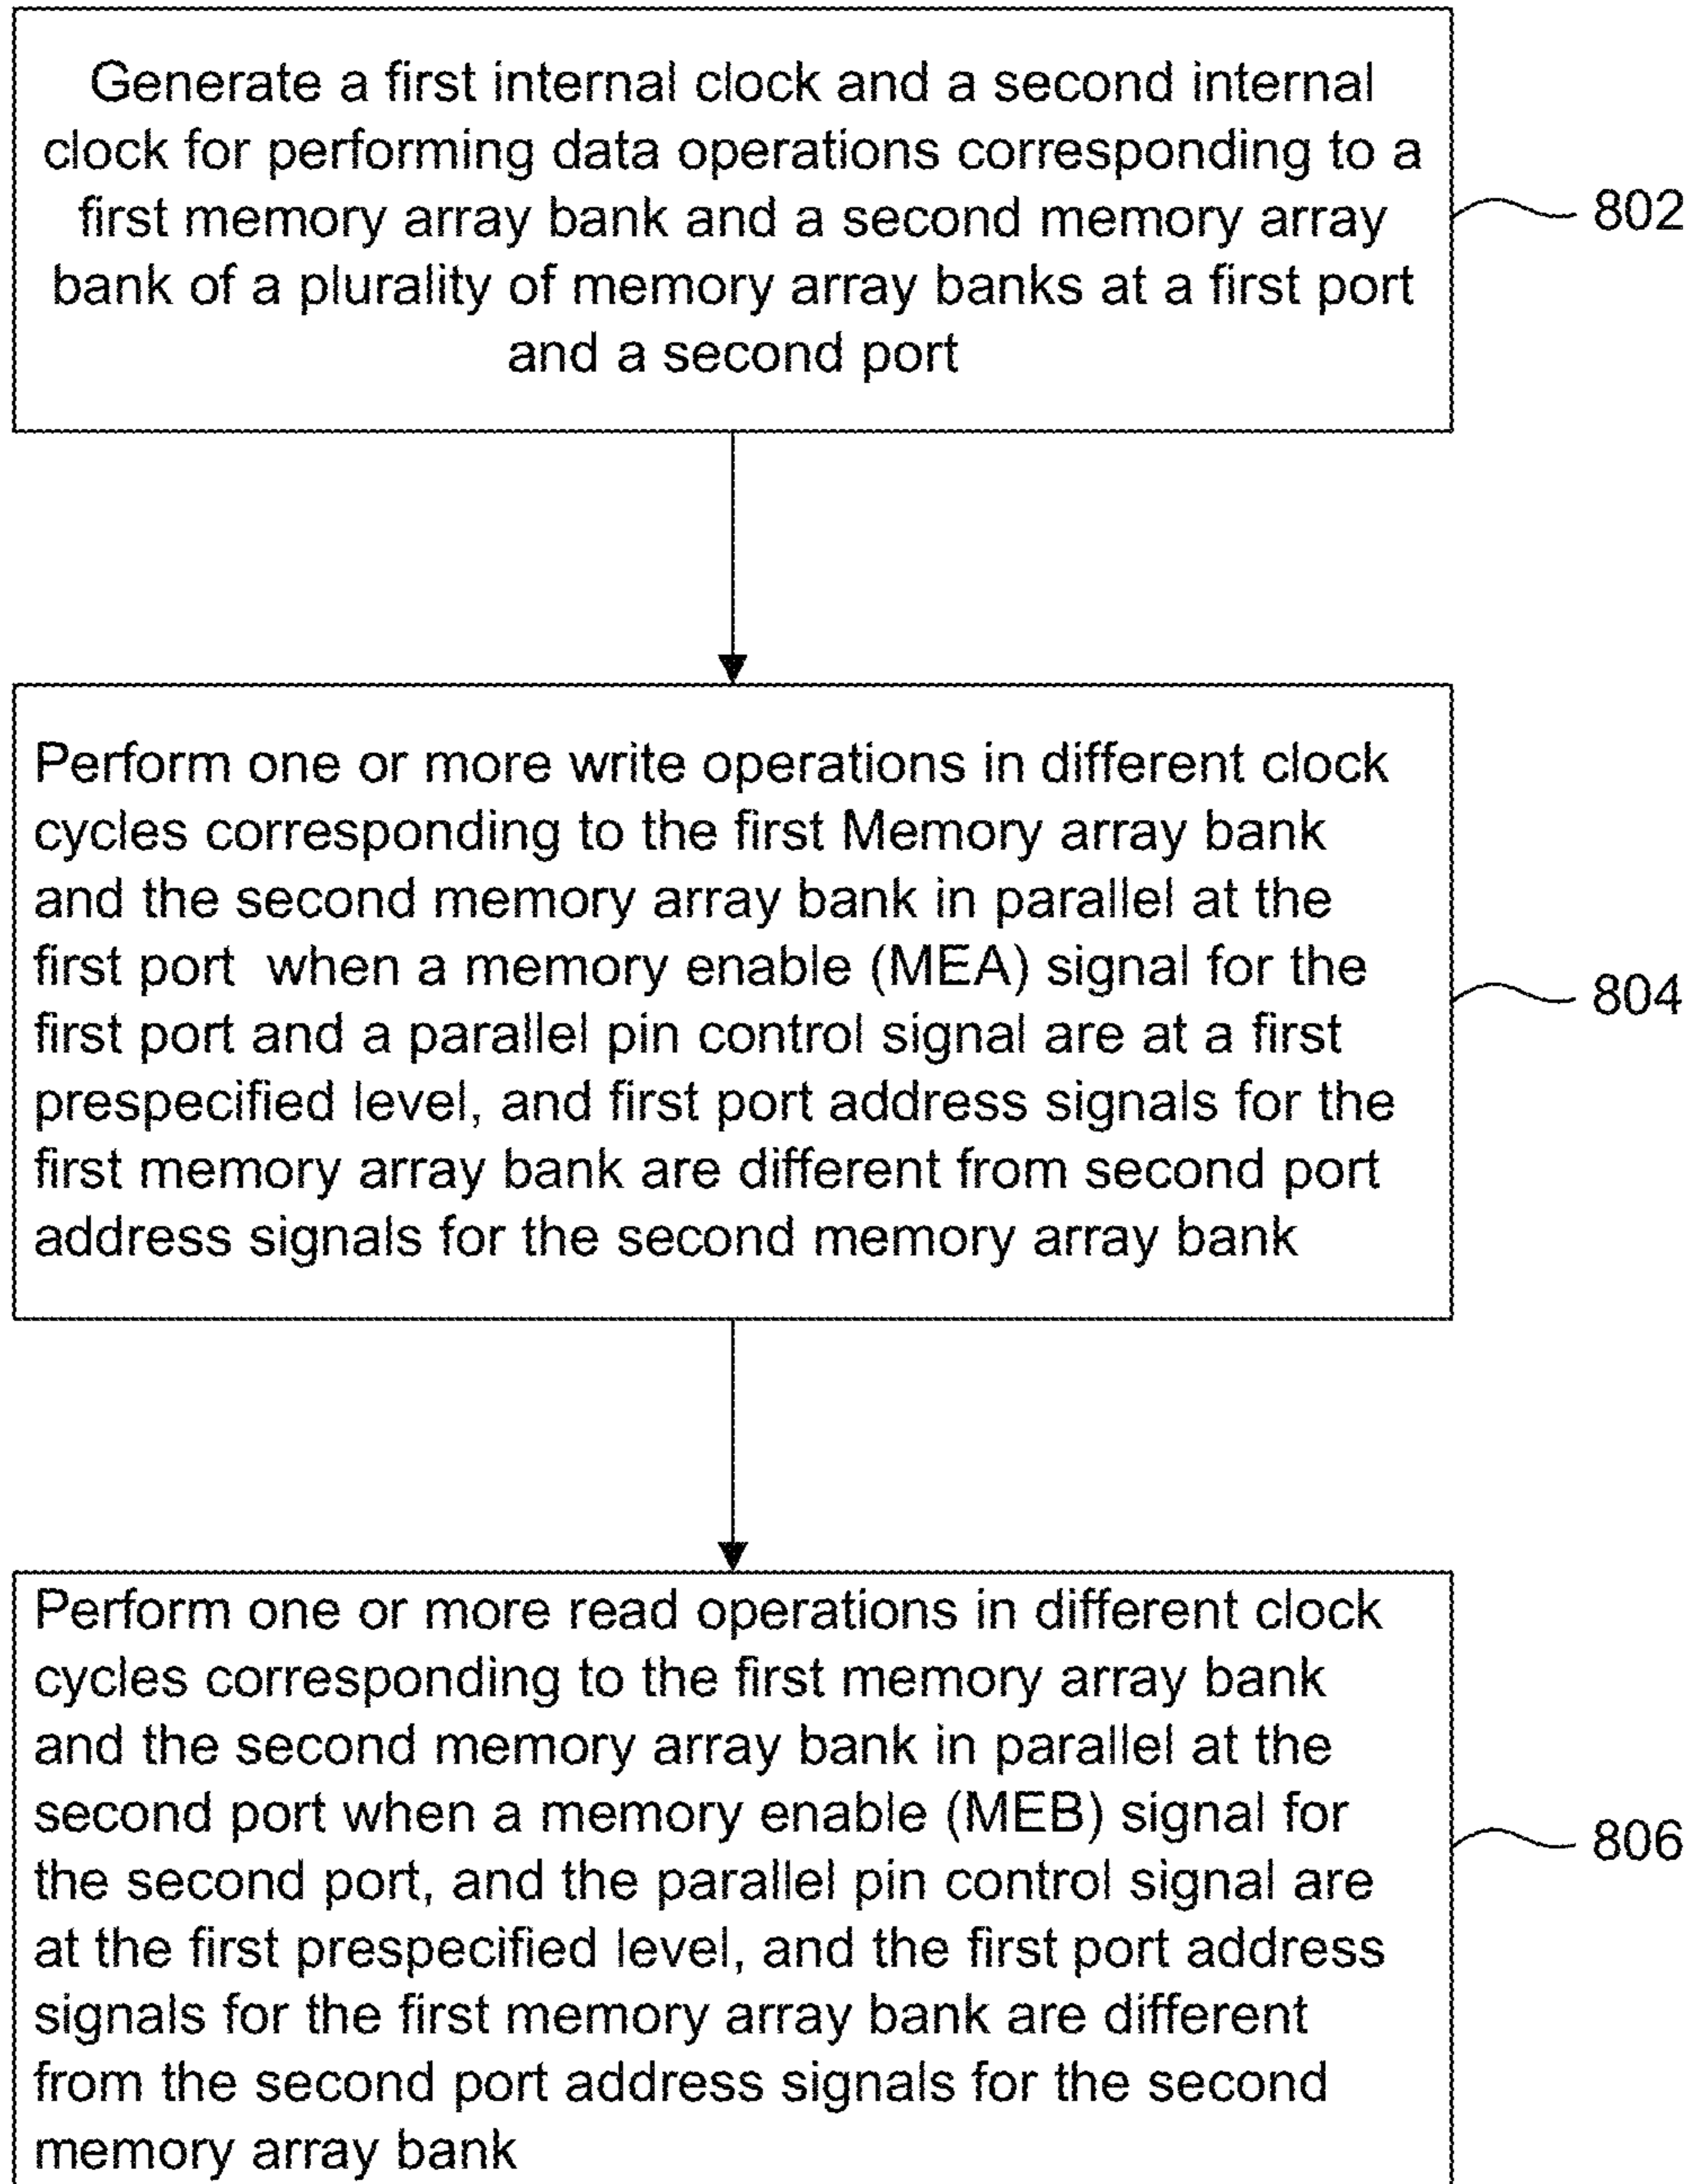 Generate a first internal clock and a second internal
clock for performing data operations corresponding to a
first memory array bank and a second memory array
bank of a plurality of memory array banks at a first port
and a second port
802
Perform one or more write operations in different clock
cycles corresponding to the first Memory array bank
and the second memory array bank in parallel at the
first port when a memory enable (MEA) signal for the
first port and a parallel pin control signal are at a first
prespecified level, and first port address signals for the
first memory array bank are different from second port
address signals for the second memory array bank
804
Perform one or more read operations in different clock
cycles corresponding to the first memory array bank
and the second memory array bank in parallel at the
second port when a memory enable (MEB) signal for
the second port, and the parallel pin control signal are
at the first prespecified level, and the first port address
signals for the first memory array bank are different
from the second port address signals for the second
memory array bank
806